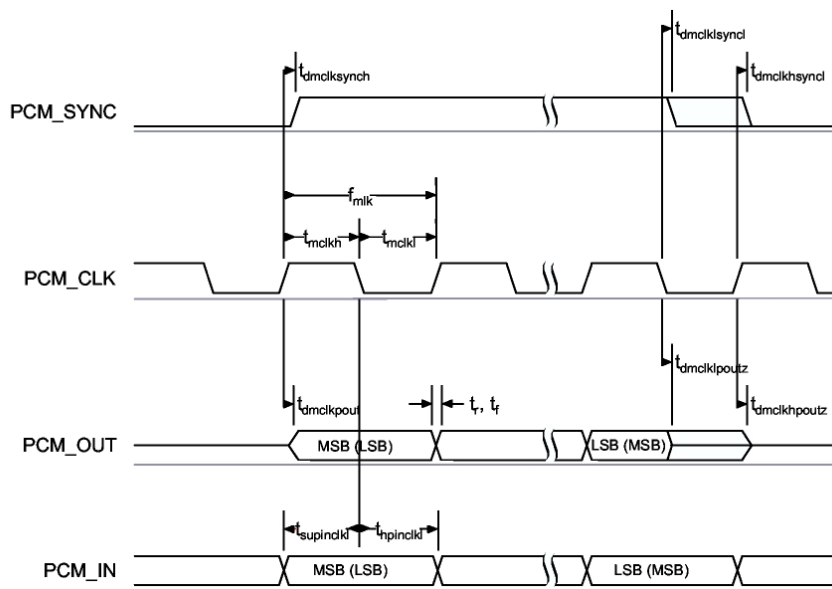 tdmclklsyncl
tdmclksynch
tdmclkhsyncl
PCM_SYNC
fmlk
tmclkh
tmclkl
PCM_CLK
tdmclklpoutz
tdmclkpout
tr, tf
tdmclkhpoutz
PCM_OUT
MSB (LSB)
LSB (MSB)
tsupinclkl
thpinclkl
PCM_IN
MSB (LSB)
LSB (MSB)